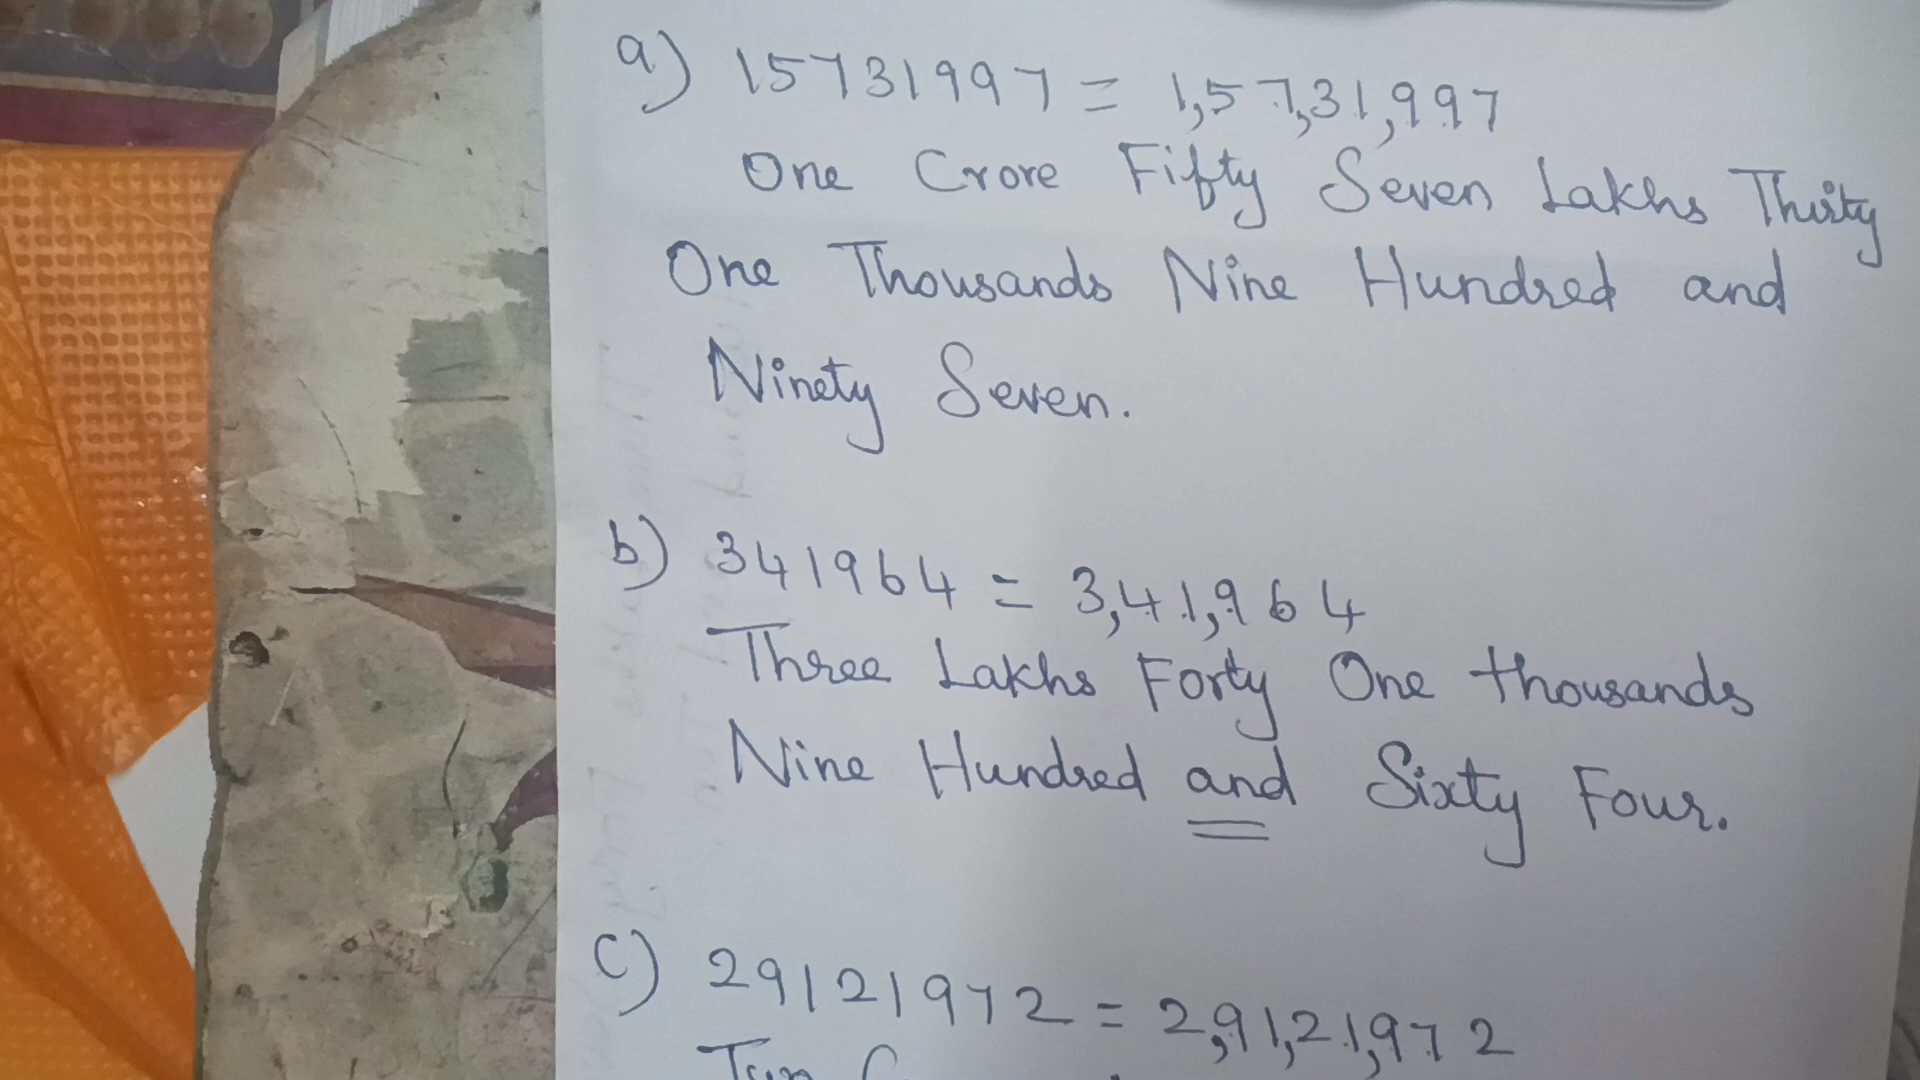 a) 15731997 = 1,57,31,997
One Crore Fifty Seven Lakhs Thirty
One Thousands Nine Hundred and
Ninety Seven.
b) 341964 = 3,41,964
Three Lakhs Forty One thousands
Nine Hundred and Sixty Four.
c) 29121972 = 2,91,21,972